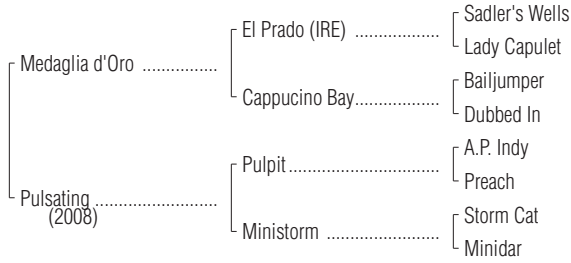 Sadler's Wells
El Prado (IRE) ..................
Lady Capulet
Medaglia d'Oro ................
Bailjumper
Cappucino Bay..................
Dubbed In
A.P. Indy
Pulpit................................
Preach
Pulsating ..........................
(2008)
Storm Cat
Ministorm ........................
Minidar